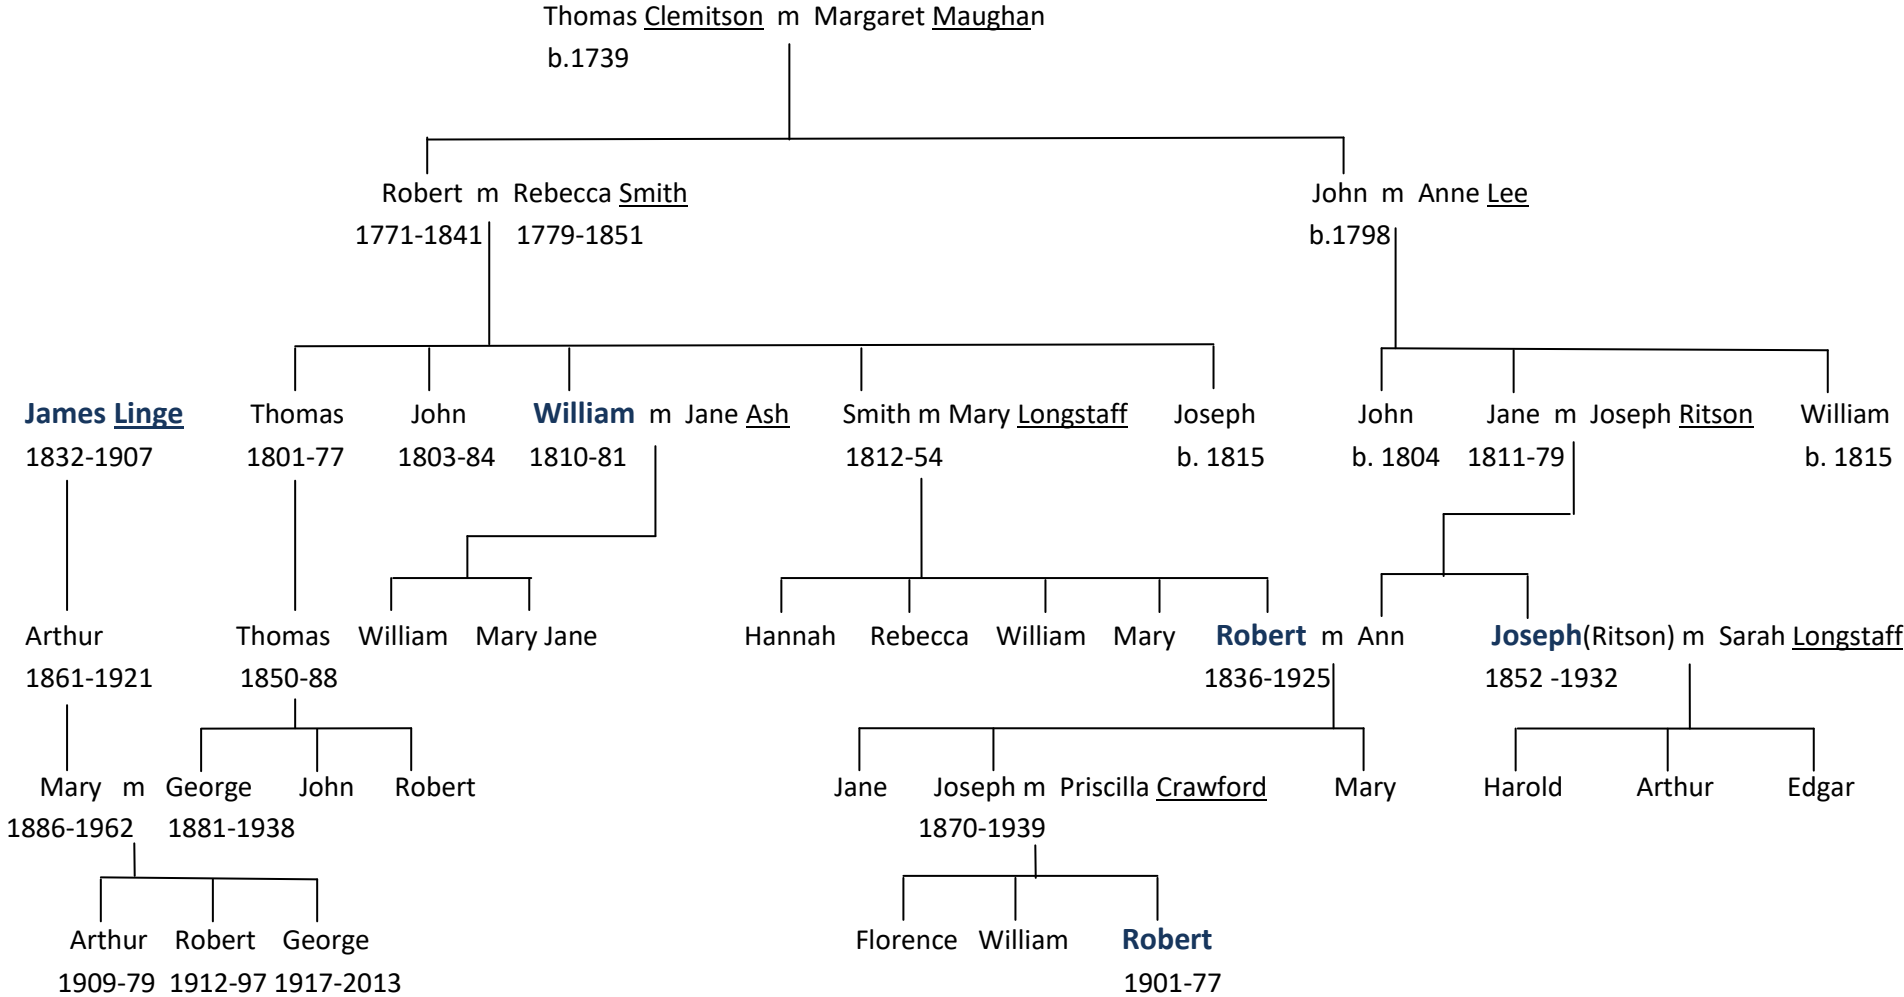 Thomas Clemitson m Margaret Maughan
b.1739
Robert m Rebecca Smith John m Anne Lee
1771-1841 1779-1851 b.1798
James Linge Thomas John William m Jane Ash Smith m Mary Longstaff Joseph John Jane m Joseph Ritson William
1832-1907 1801-77 1803-84 1810-81 1812-54 b. 1815 b. 1804 1811-79 b. 1815
Arthur Thomas William Mary Jane Hannah Rebecca William Mary Robert m Ann Joseph(Ritson) m Sarah Longstaff
1861-1921 1850-88 1836-1925 1852 -1932
Mary m George John Robert Jane Joseph m Priscilla Crawford Mary Harold Arthur Edgar
1886-1962 1881-1938 1870-1939
Arthur Robert George Florence William Robert
1909-79 1912-97 1917-2013 1901-77